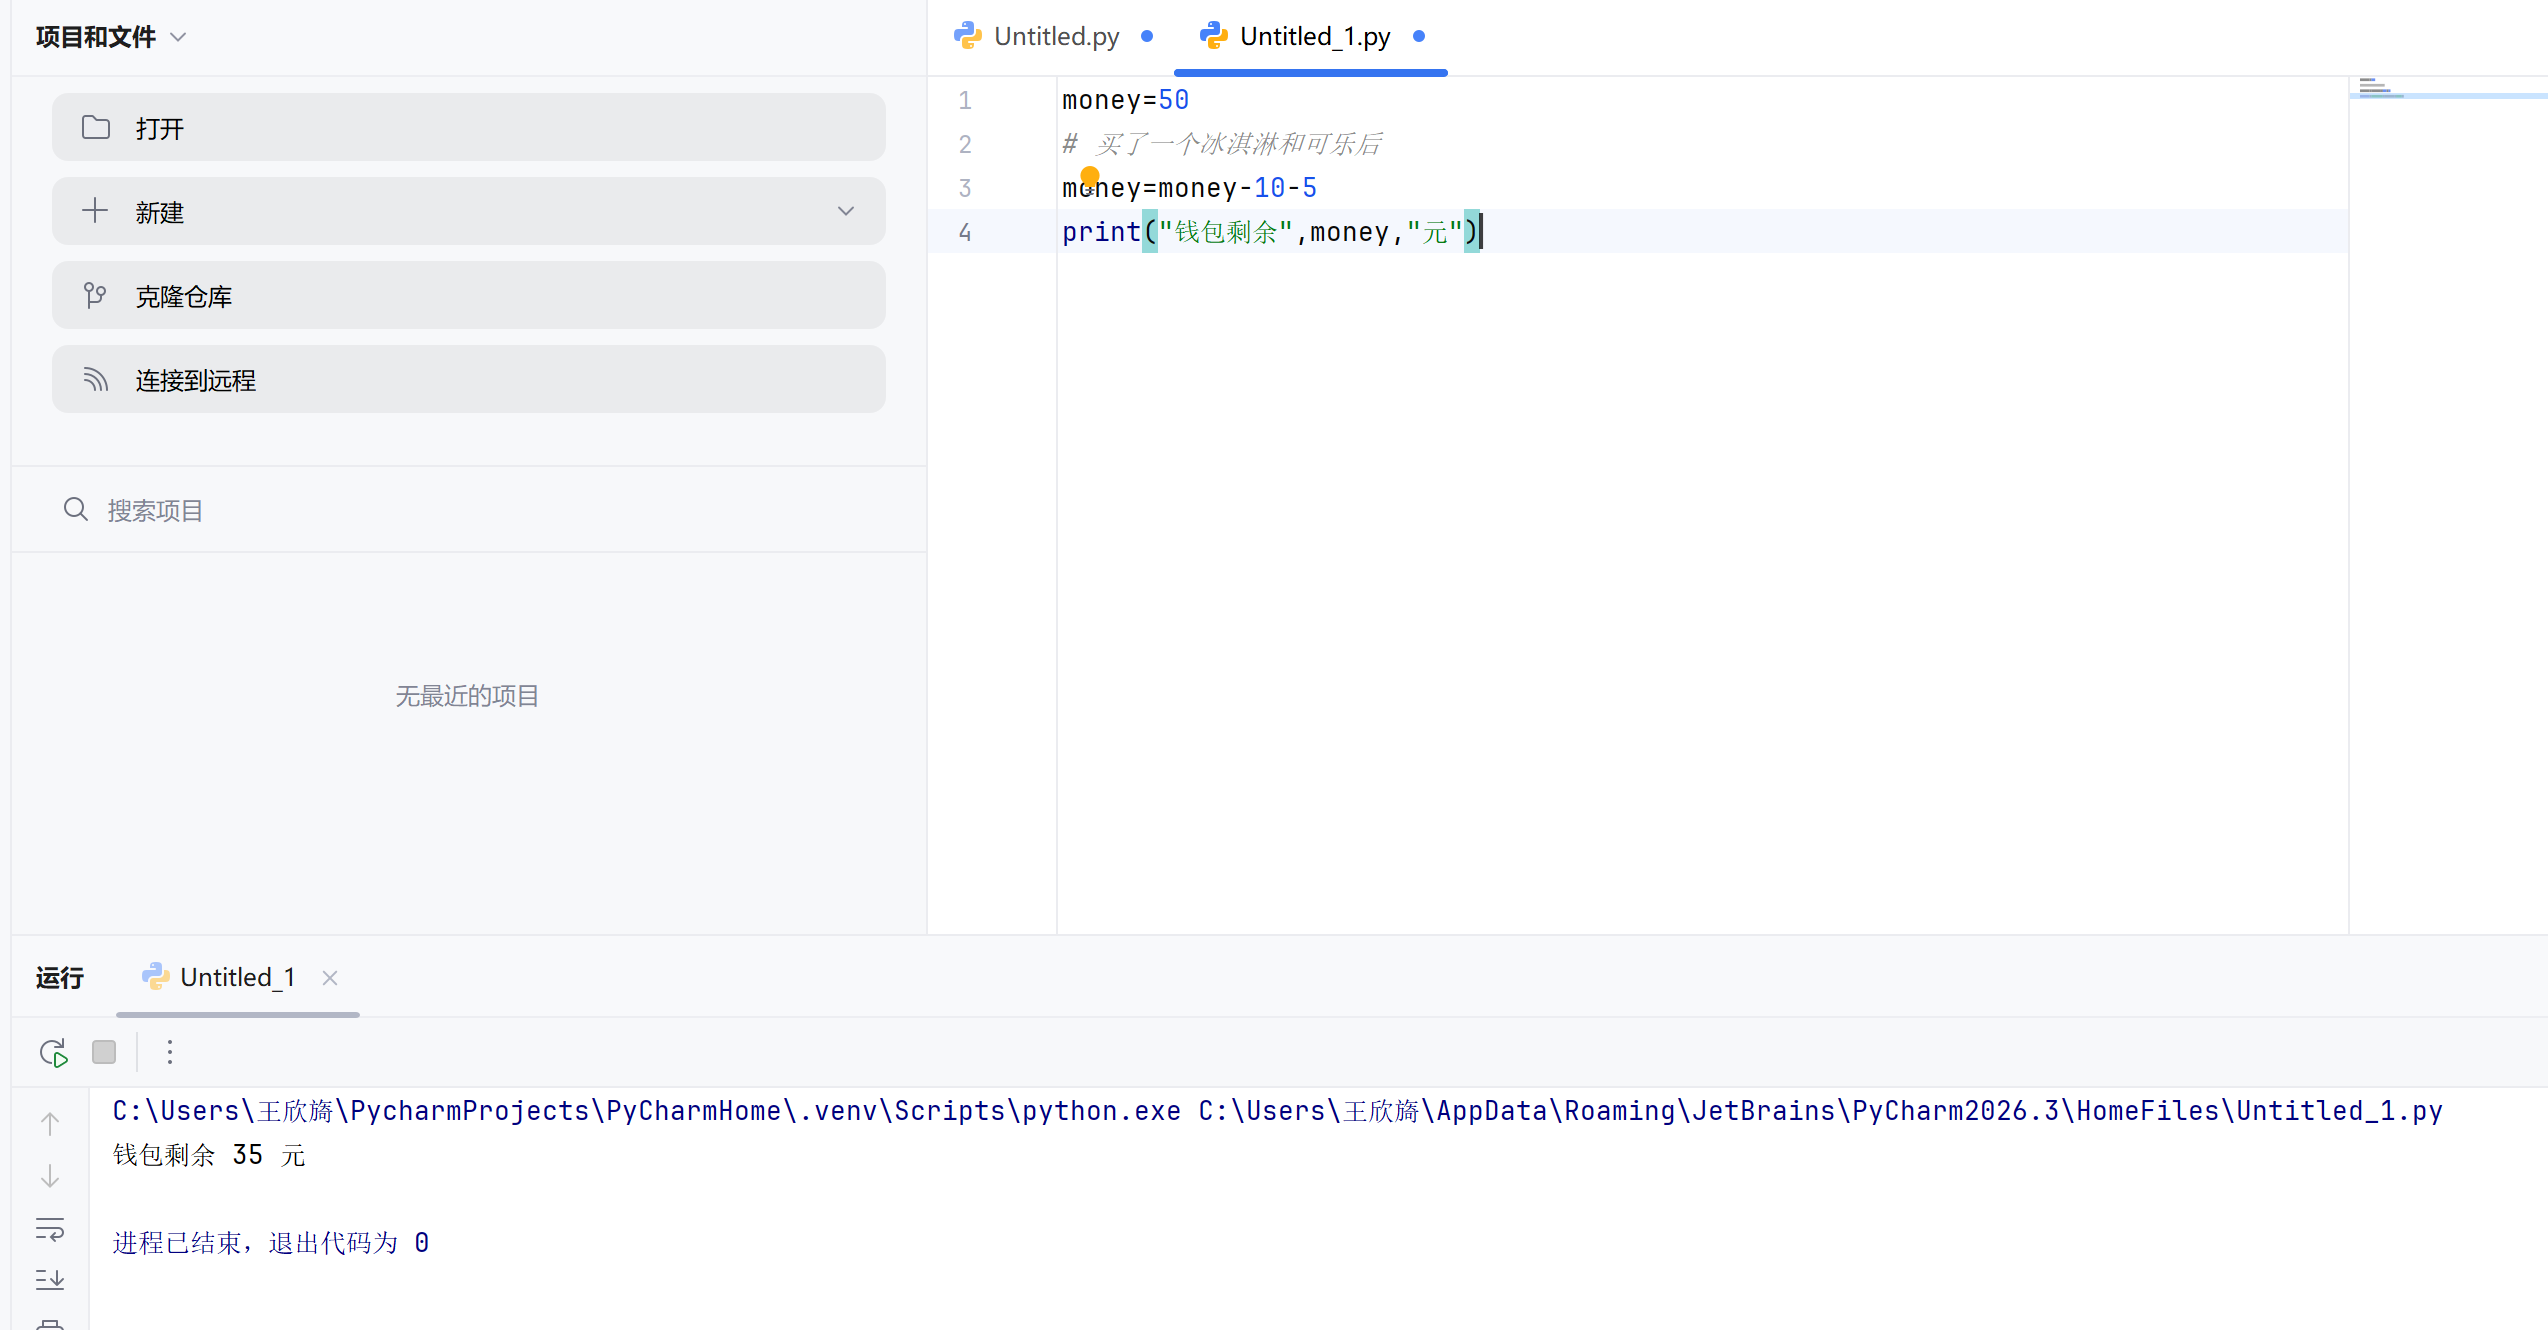 项目和文件
打开
新建
克隆仓库
连接到远程
搜索项目
无最近的项目
Untitled.py
Untitled_1.py
1 money=50
2 # 买了一个冰淇淋和可乐后
3 money=money-10-5
4 print("钱包剩余",money,"元")
运行
Untitled_1
C:\Users\王欣旖\PycharmProjects\PyCharmHome\.venv\Scripts\python.exe C:\Users\王欣旖\AppData\Roaming\JetBrains\PyCharm2026.3\HomeFiles\Untitled_1.py
钱包剩余 35 元
进程已结束，退出代码为 0